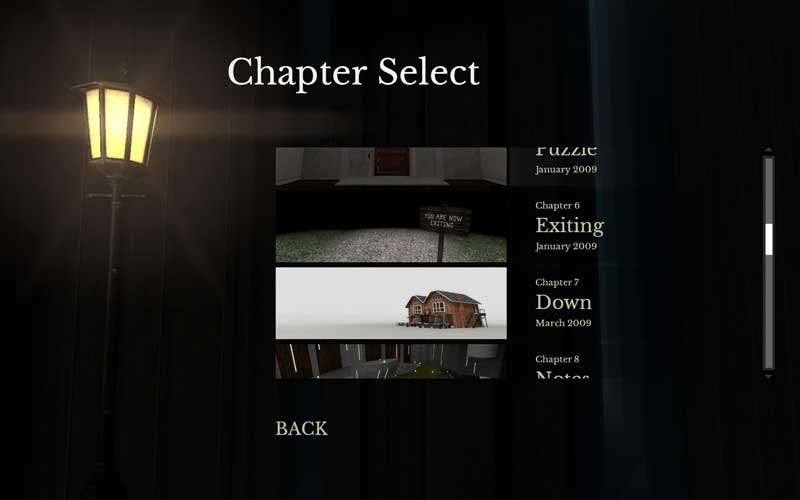 Chapter Select
Puzzle
January 2009
Chapter 6
Exiting
January 2009
YOU ARE NOW
EXITING
Chapter 7
Down
March 2009
Chapter 8
Notes
BACK